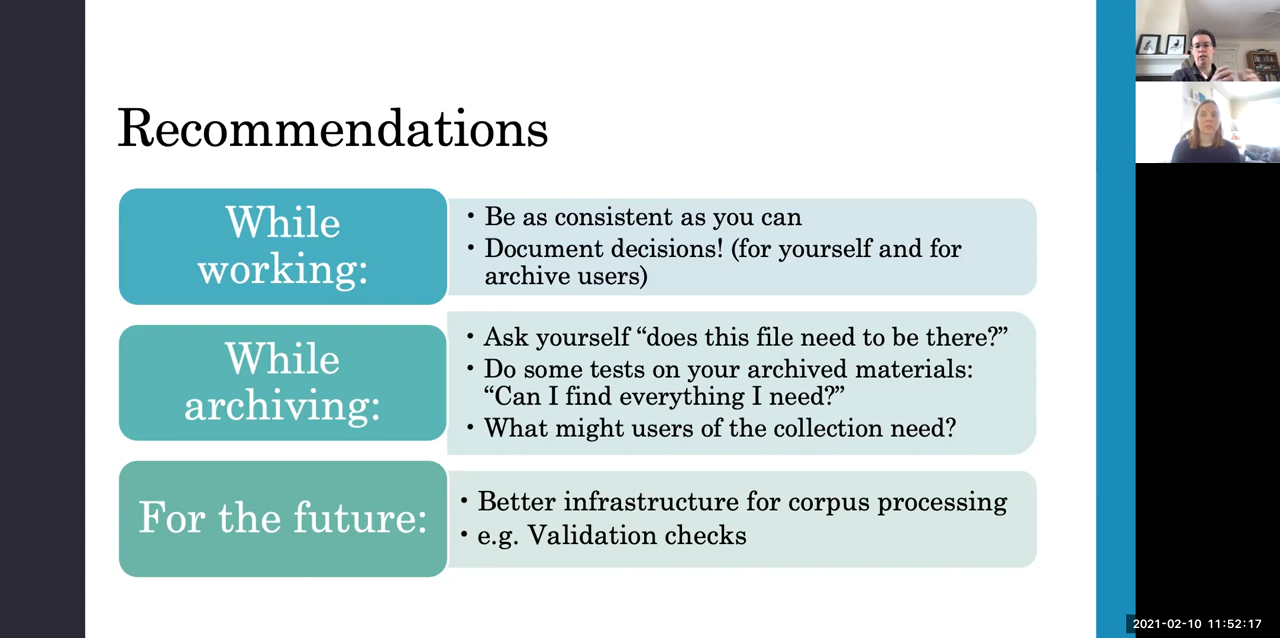 Recommendations
While
working:
• Be as consistent as you can
• Document decisions! (for yourself and for
archive users)
While
archiving:
• Ask yourself “does this file need to be there?”
• Do some tests on your archived materials:
“Can I find everything I need?”
• What might users of the collection need?
For the future:
• Better infrastructure for corpus processing
• e.g. Validation checks
2021-02-10 11:52:17